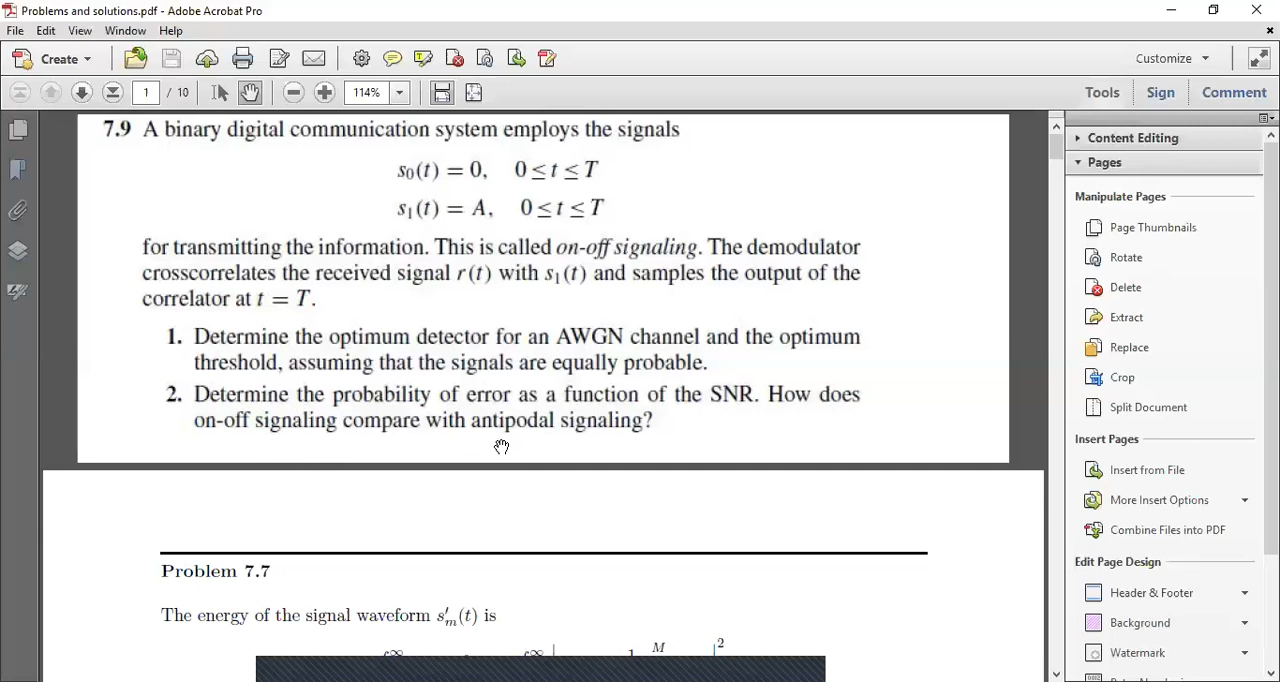 Problems and solutions.pdf - Adobe Acrobat Pro
File Edit View Window Help
Create
Customize
1 / 10
114%
Tools Sign Comment
7.9 A binary digital communication system employs the signals
s₀(t) = 0, 0 ≤ t ≤ T
s₁(t) = A, 0 ≤ t ≤ T
for transmitting the information. This is called on-off signaling. The demodulator
crosscorrelates the received signal r(t) with s₁(t) and samples the output of the
correlator at t = T.
1. Determine the optimum detector for an AWGN channel and the optimum
threshold, assuming that the signals are equally probable.
2. Determine the probability of error as a function of the SNR. How does
on-off signaling compare with antipodal signaling?
Problem 7.7
The energy of the signal waveform s′ₘ(t) is
M
2
Content Editing
Pages
Manipulate Pages
Page Thumbnails
Rotate
Delete
Extract
Replace
Crop
Split Document
Insert Pages
Insert from File
More Insert Options
Combine Files into PDF
Edit Page Design
Header & Footer
Background
Watermark